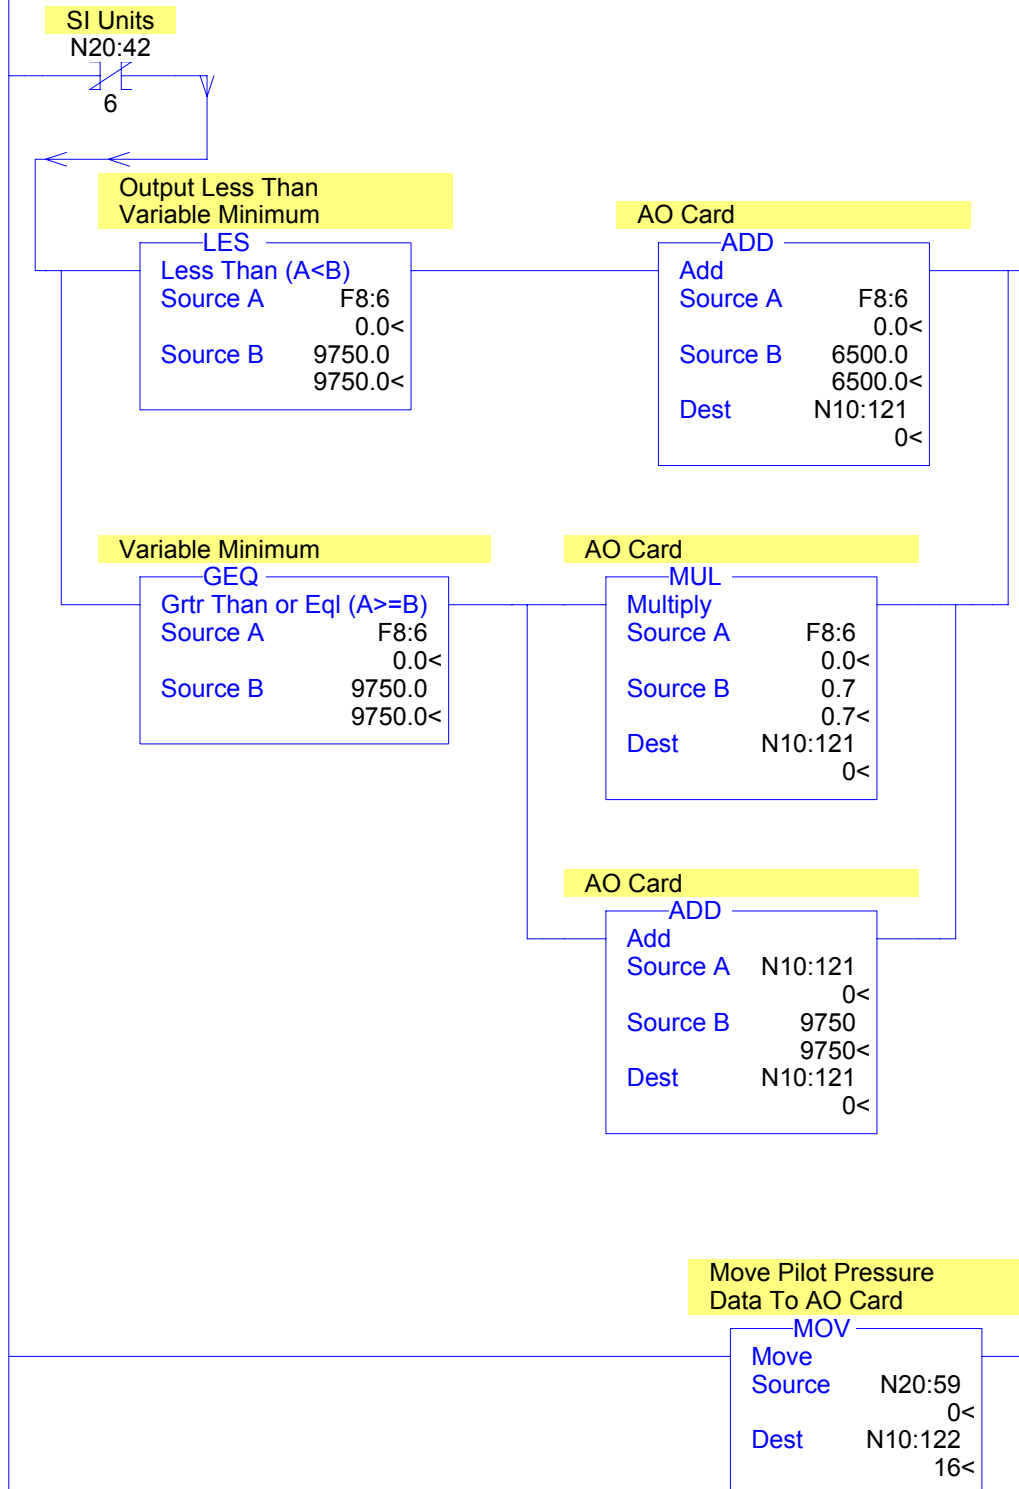 SI Units
N20:42
6
Output Less Than
Variable Minimum
LES
Less Than (A<B)
Source A F8:6
0.0<
Source B 9750.0
9750.0<
AO Card
ADD
Add
Source A F8:6
0.0<
Source B 6500.0
6500.0<
Dest N10:121
0<
Variable Minimum
GEQ
Grtr Than or Eql (A>=B)
Source A F8:6
0.0<
Source B 9750.0
9750.0<
AO Card
MUL
Multiply
Source A F8:6
0.0<
Source B 0.7
0.7<
Dest N10:121
0<
AO Card
ADD
Add
Source A N10:121
0<
Source B 9750
9750<
Dest N10:121
0<
Move Pilot Pressure
Data To AO Card
MOV
Move
Source N20:59
0<
Dest N10:122
16<